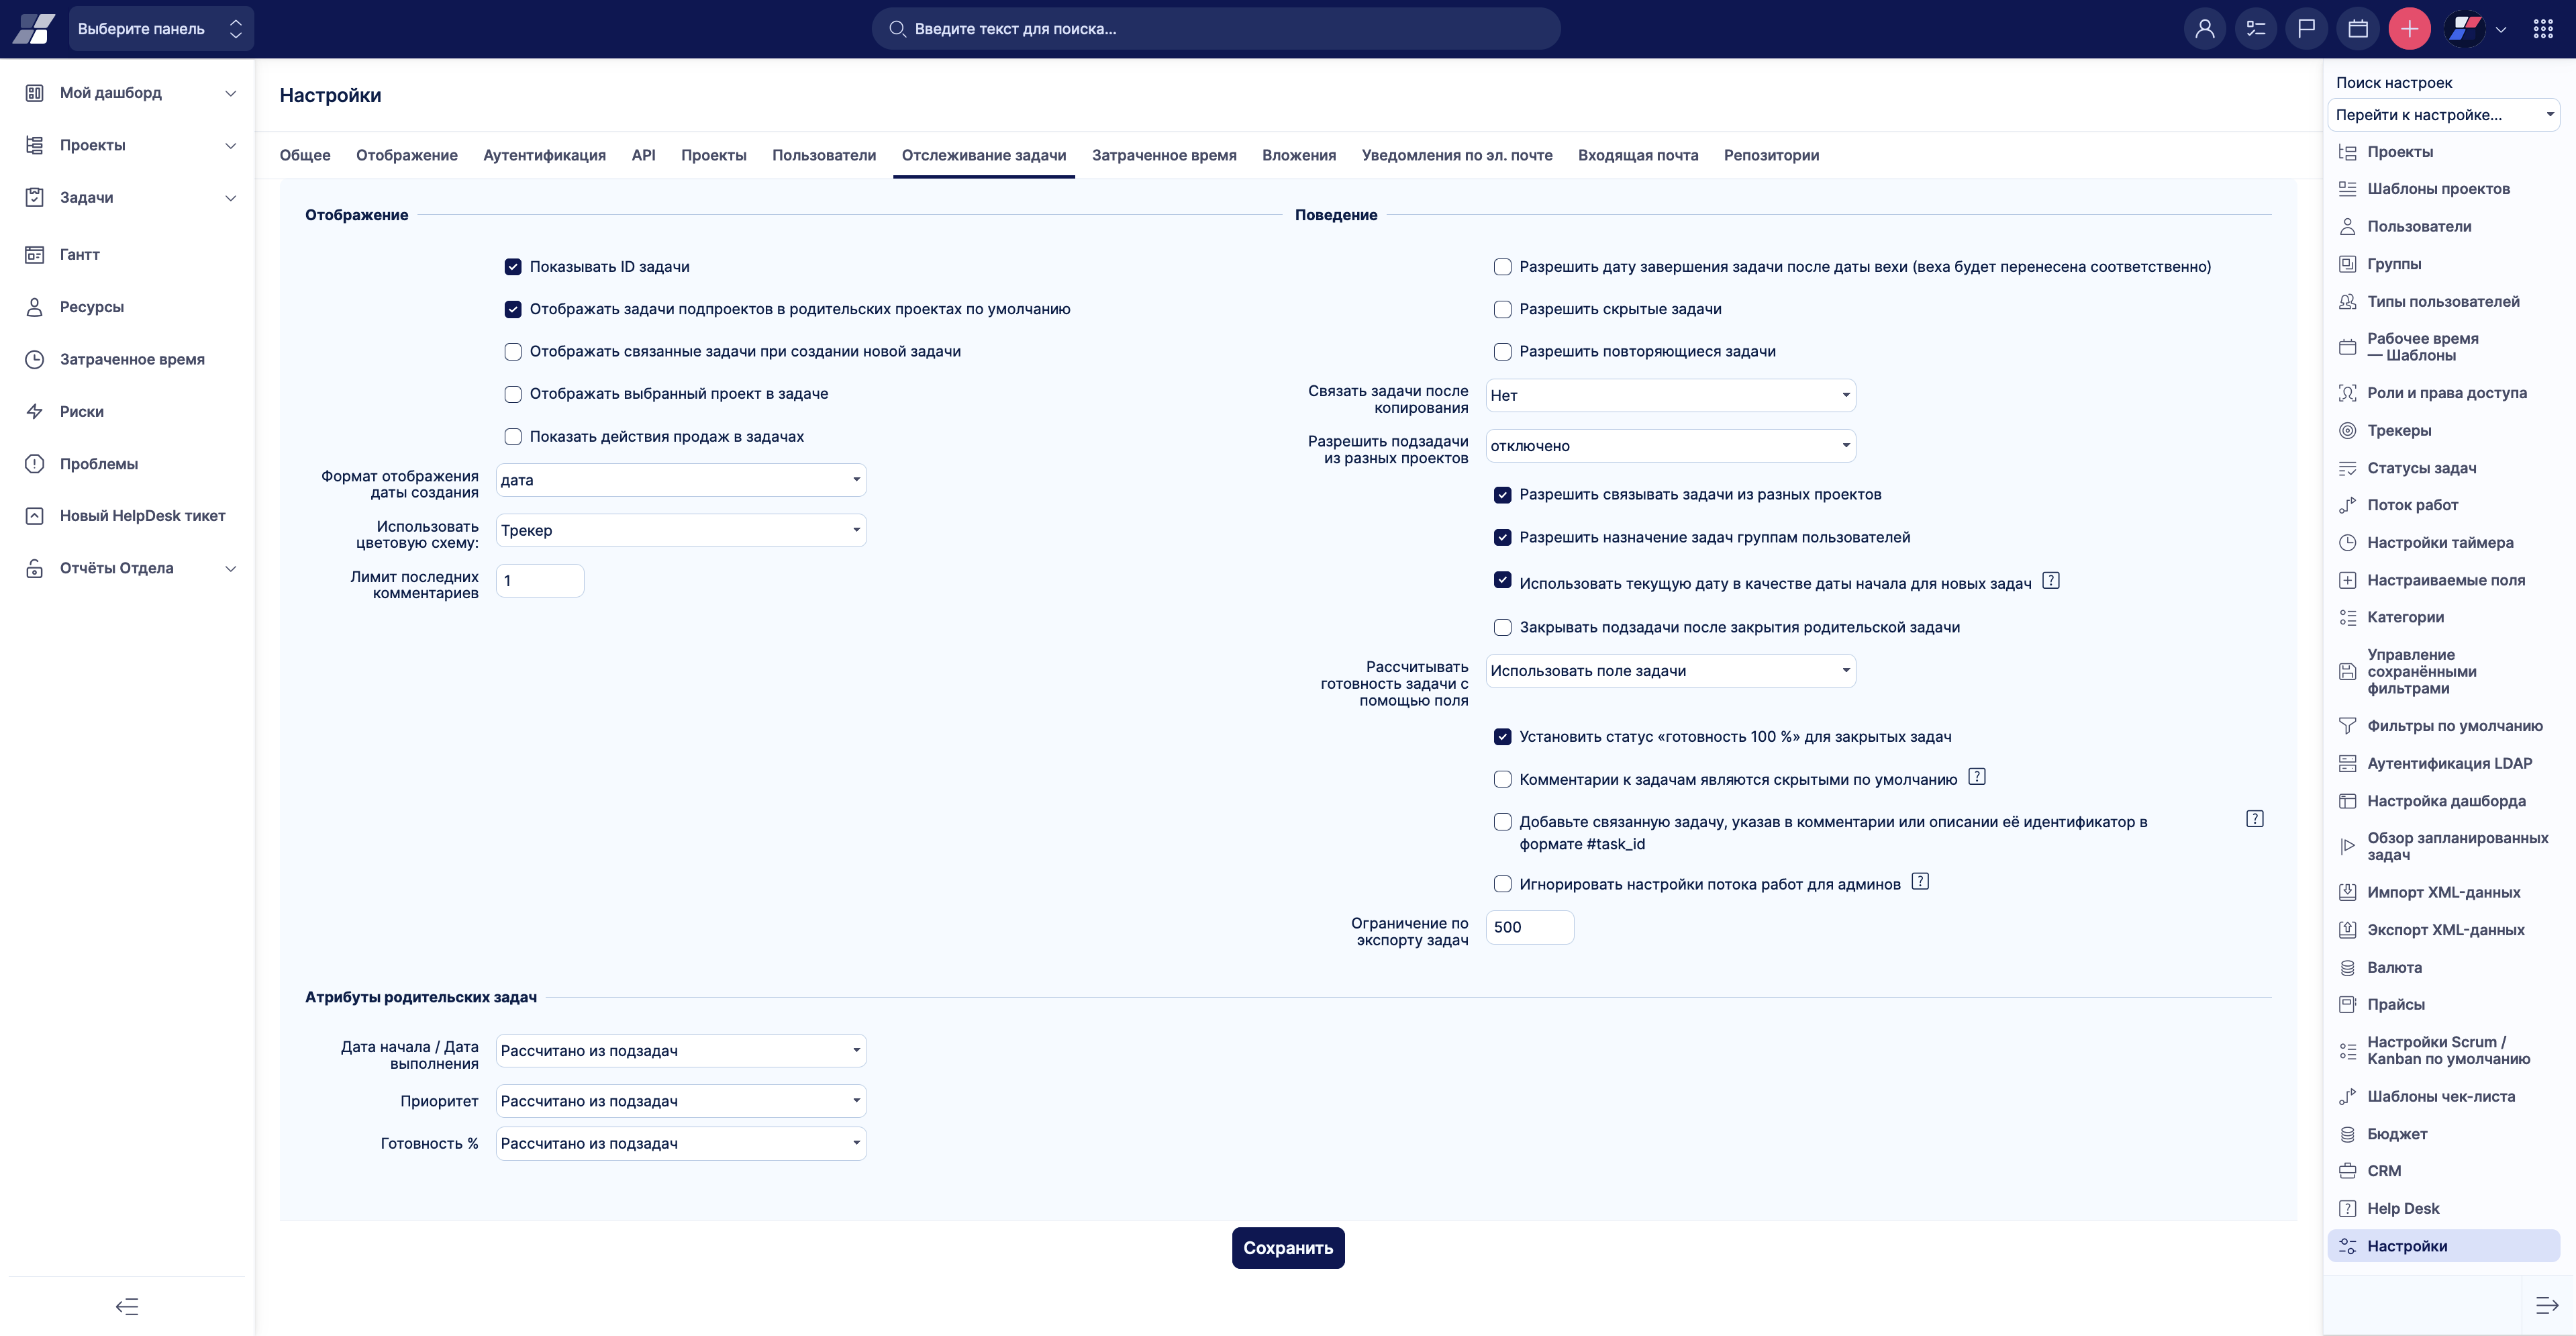 Выберите панель
Введите текст для поиска...
Мой дашборд
Проекты
Задачи
Гантт
Ресурсы
Затраченное время
Риски
Проблемы
Новый HelpDesk тикет
Отчёты Отдела
Настройки
Общее
Отображение
Аутентификация
API
Проекты
Пользователи
Отслеживание задачи
Затраченное время
Вложения
Уведомления по эл. почте
Входящая почта
Репозитории
Отображение
Показывать ID задачи
Отображать задачи подпроектов в родительских проектах по умолчанию
Отображать связанные задачи при создании новой задачи
Отображать выбранный проект в задаче
Показать действия продаж в задачах
Формат отображения
даты создания
дата
Использовать
цветовую схему:
Трекер
Лимит последних
комментариев
1
Поведение
Разрешить дату завершения задачи после даты вехи (веха будет перенесена соответственно)
Разрешить скрытые задачи
Разрешить повторяющиеся задачи
Связать задачи после
копирования
Нет
Разрешить подзадачи
из разных проектов
отключено
Разрешить связывать задачи из разных проектов
Разрешить назначение задач группам пользователей
Использовать текущую дату в качестве даты начала для новых задач
?
Закрывать подзадачи после закрытия родительской задачи
Рассчитывать
готовность задачи с
помощью поля
Использовать поле задачи
Установить статус «готовность 100 %» для закрытых задач
Комментарии к задачам являются скрытыми по умолчанию
?
Добавьте связанную задачу, указав в комментарии или описании её идентификатор в
формате #task_id
?
Игнорировать настройки потока работ для админов
?
Ограничение по
экспорту задач
500
Атрибуты родительских задач
Дата начала / Дата
выполнения
Рассчитано из подзадач
Приоритет
Рассчитано из подзадач
Готовность %
Рассчитано из подзадач
Сохранить
Поиск настроек
Перейти к настройке...
Проекты
Шаблоны проектов
Пользователи
Группы
Типы пользователей
Рабочее время
— Шаблоны
Роли и права доступа
Трекеры
Статусы задач
Поток работ
Настройки таймера
Настраиваемые поля
Категории
Управление
сохранёнными
фильтрами
Фильтры по умолчанию
Аутентификация LDAP
Настройка дашборда
Обзор запланированных
задач
Импорт XML-данных
Экспорт XML-данных
Валюта
Прайсы
Настройки Scrum /
Kanban по умолчанию
Шаблоны чек-листа
Бюджет
CRM
Help Desk
Настройки